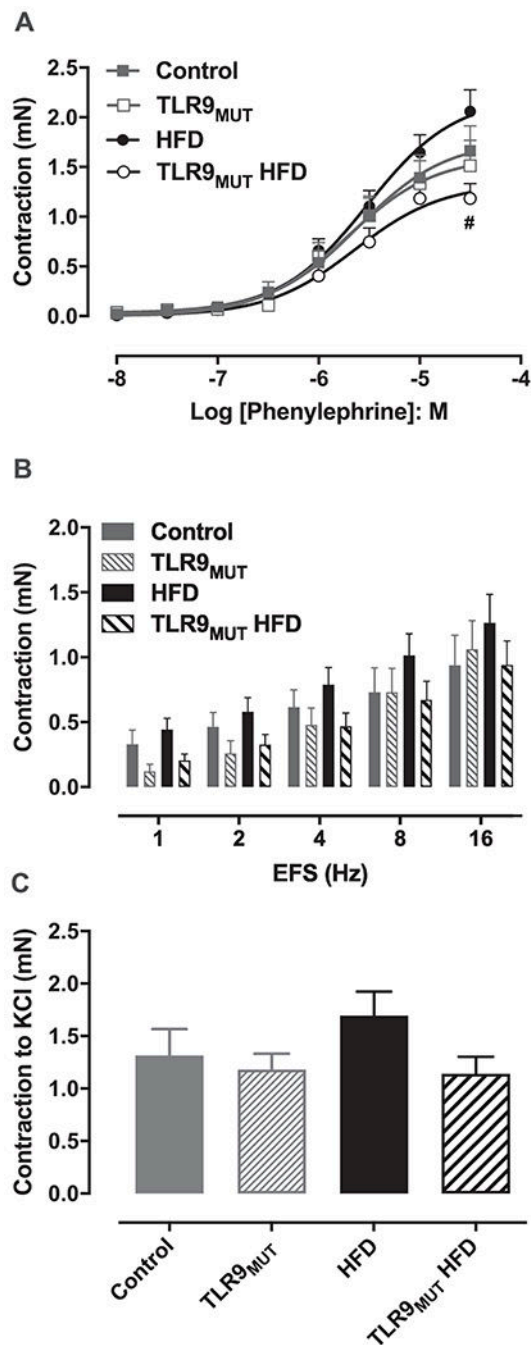 A
Contraction (mN)
2.5
2.0
1.5
1.0
0.5
0.0
Control
TLR9MUT
HFD
TLR9MUT HFD
#
-8 -7 -6 -5 -4
Log [Phenylephrine]: M
B
Contraction (mN)
2.0
1.5
1.0
0.5
0.0
Control
TLR9MUT
HFD
TLR9MUT HFD
1 2 4 8 16
EFS (Hz)
C
Contraction to KCl (mN)
2.5
2.0
1.5
1.0
0.5
0.0
Control
TLR9MUT
HFD
TLR9MUT HFD